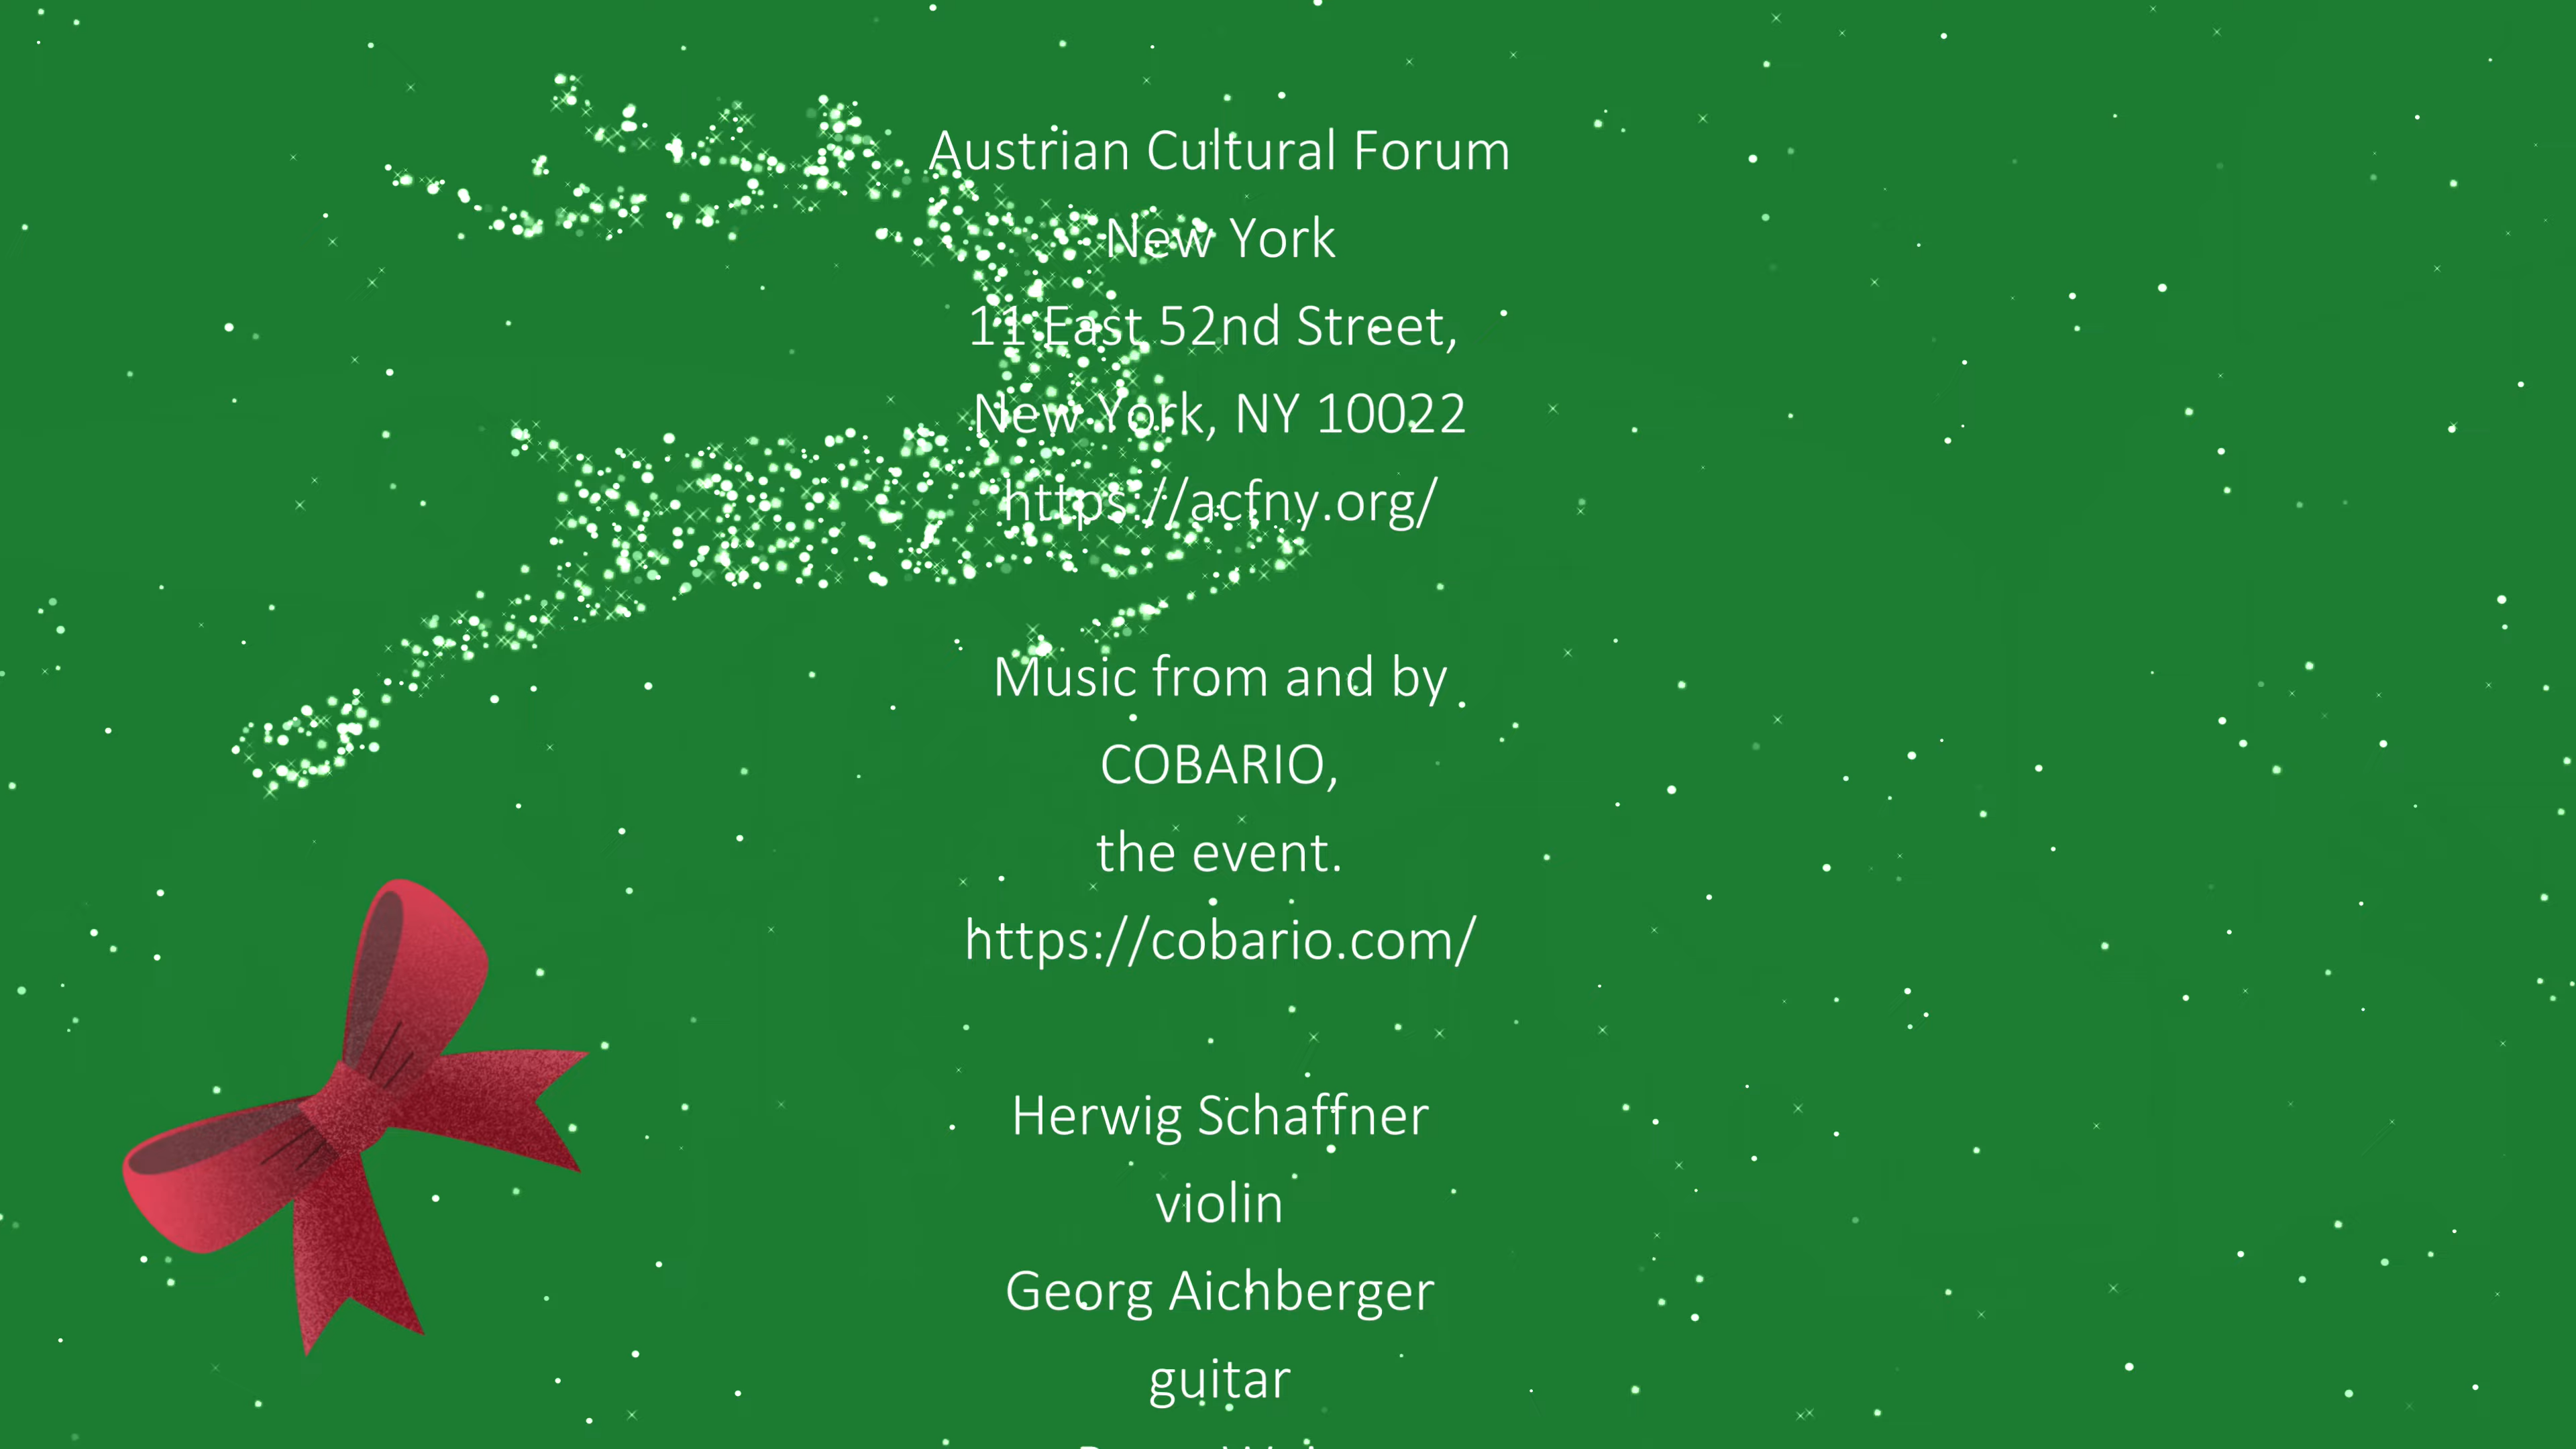 Austrian Cultural Forum
New York
11 East 52nd Street,
New York, NY 10022
https://acfny.org/
Music from and by
COBARIO,
the event.
https://cobario.com/
Herwig Schaffner
violin
Georg Aichberger
guitar